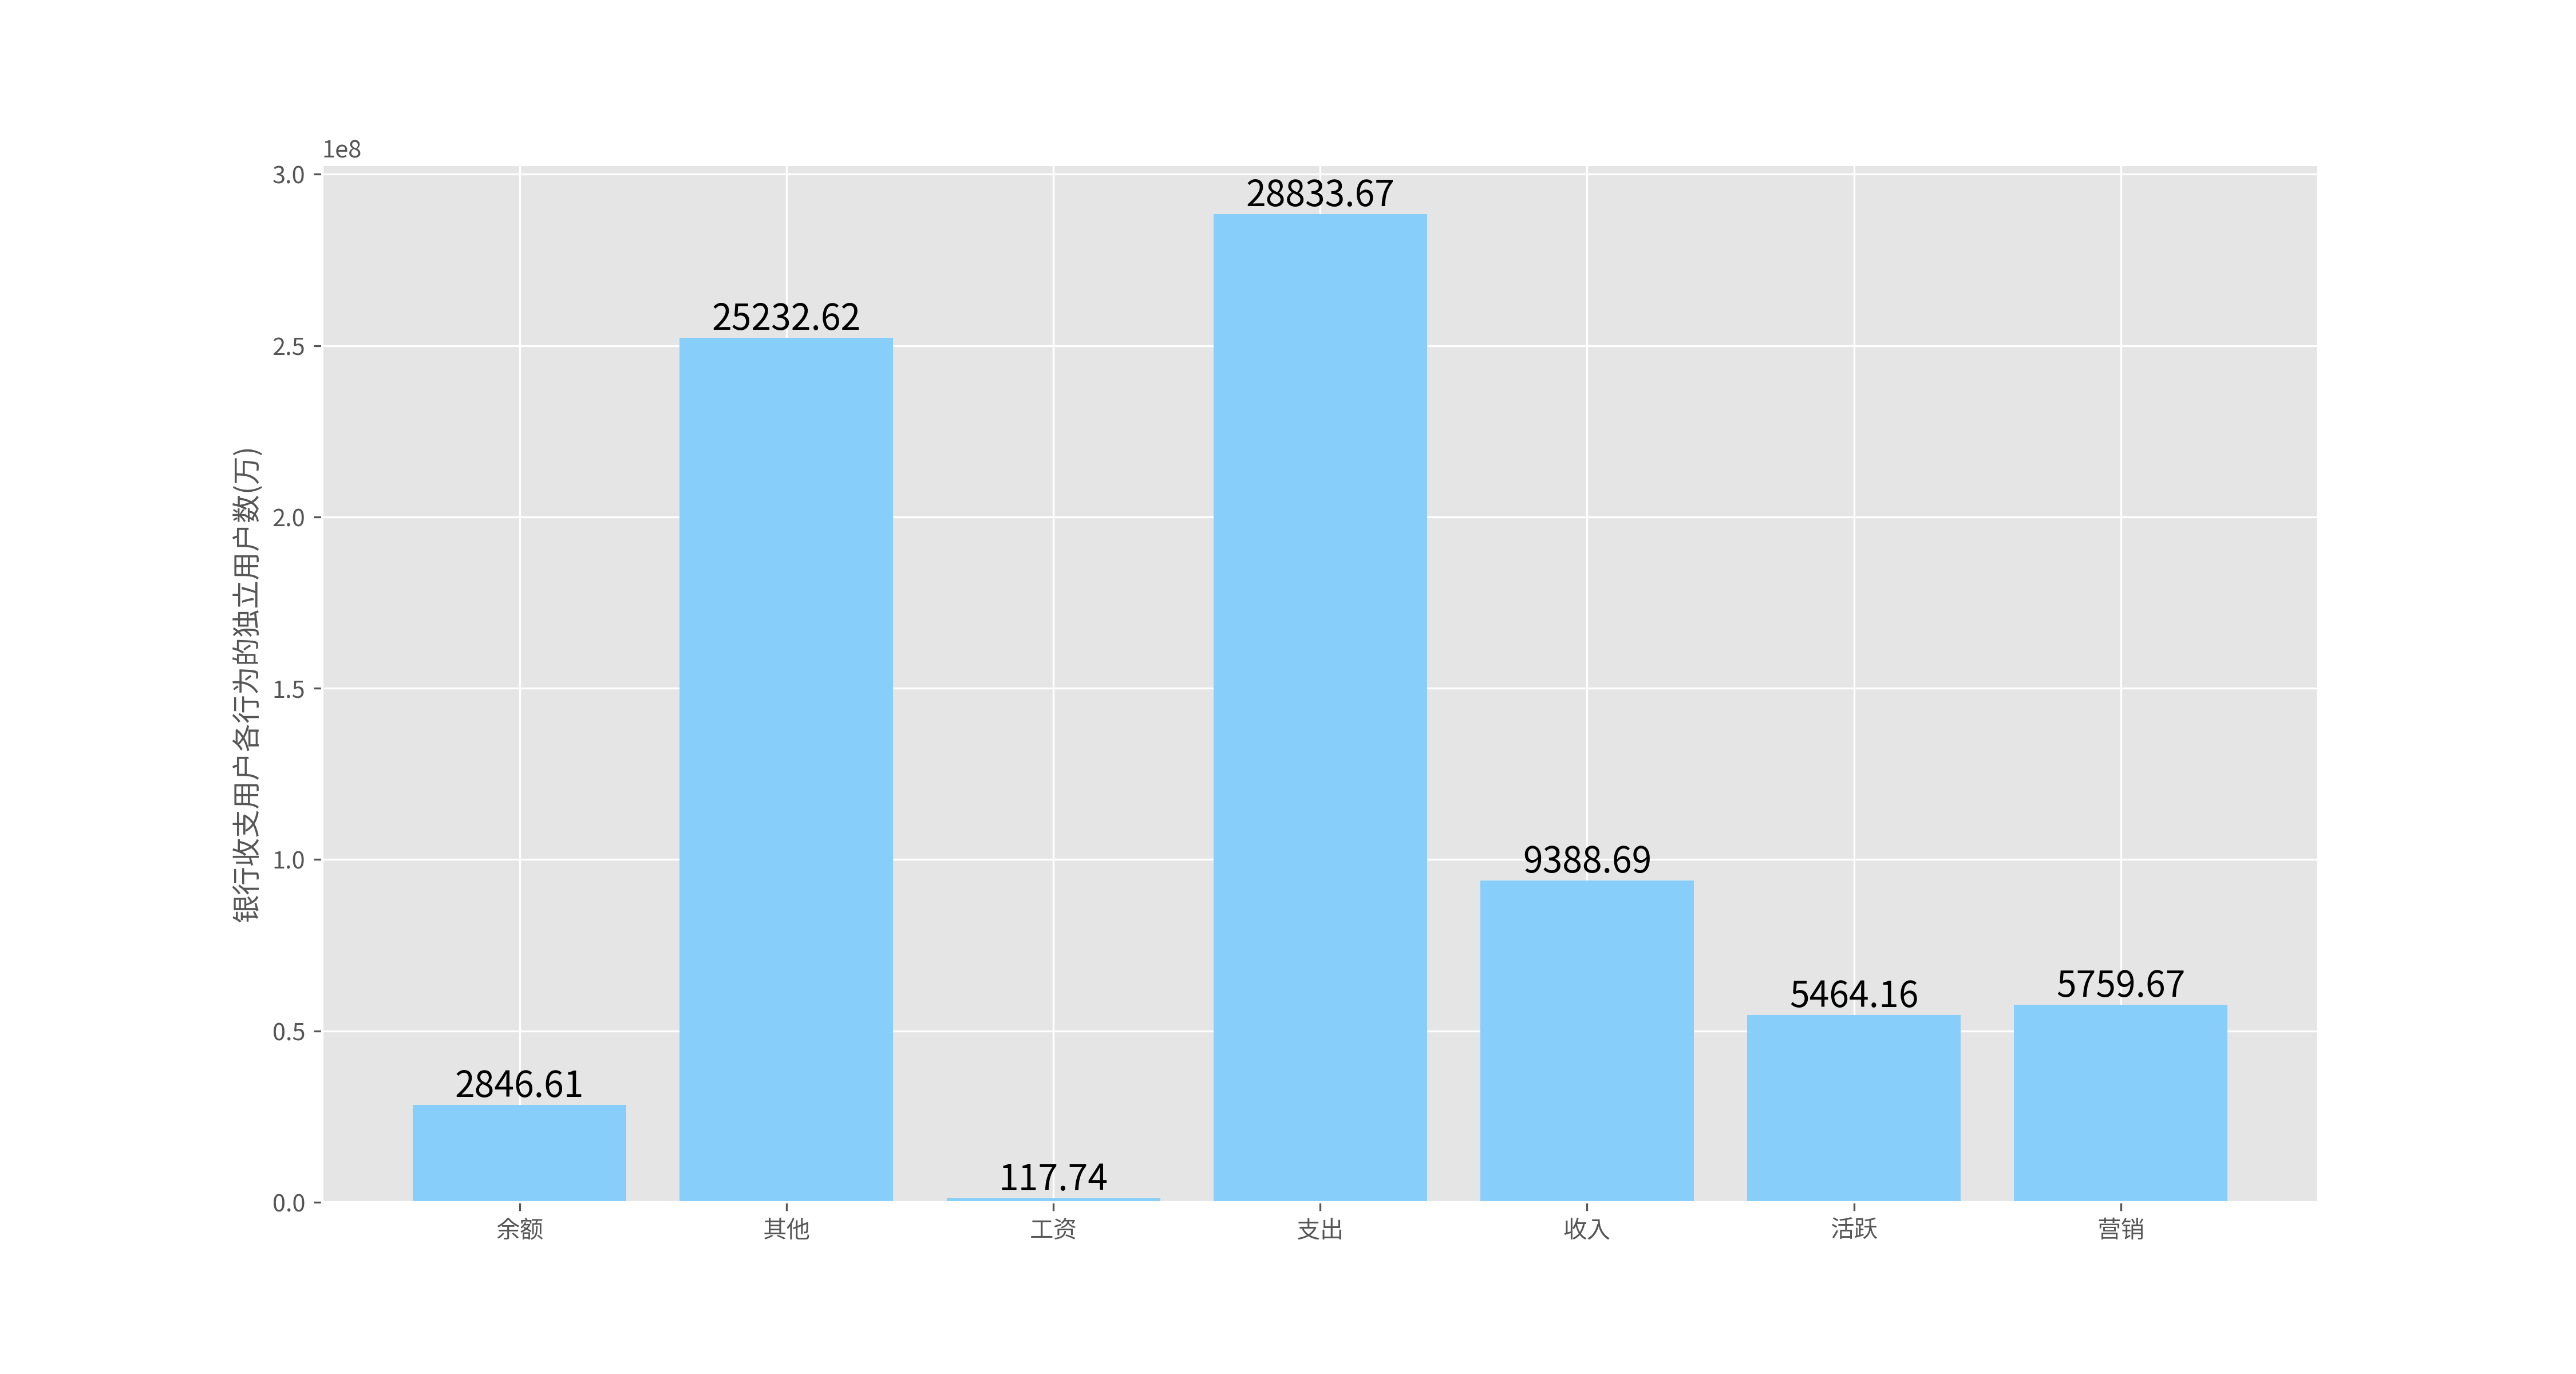 1e8
3.0
2.5
2.0
1.5
1.0
0.5
0.0
银行收支用户各行为的独立用户数(万)
2846.61
25232.62
117.74
28833.67
9388.69
5464.16
5759.67
余额
其他
工资
支出
收入
活跃
营销